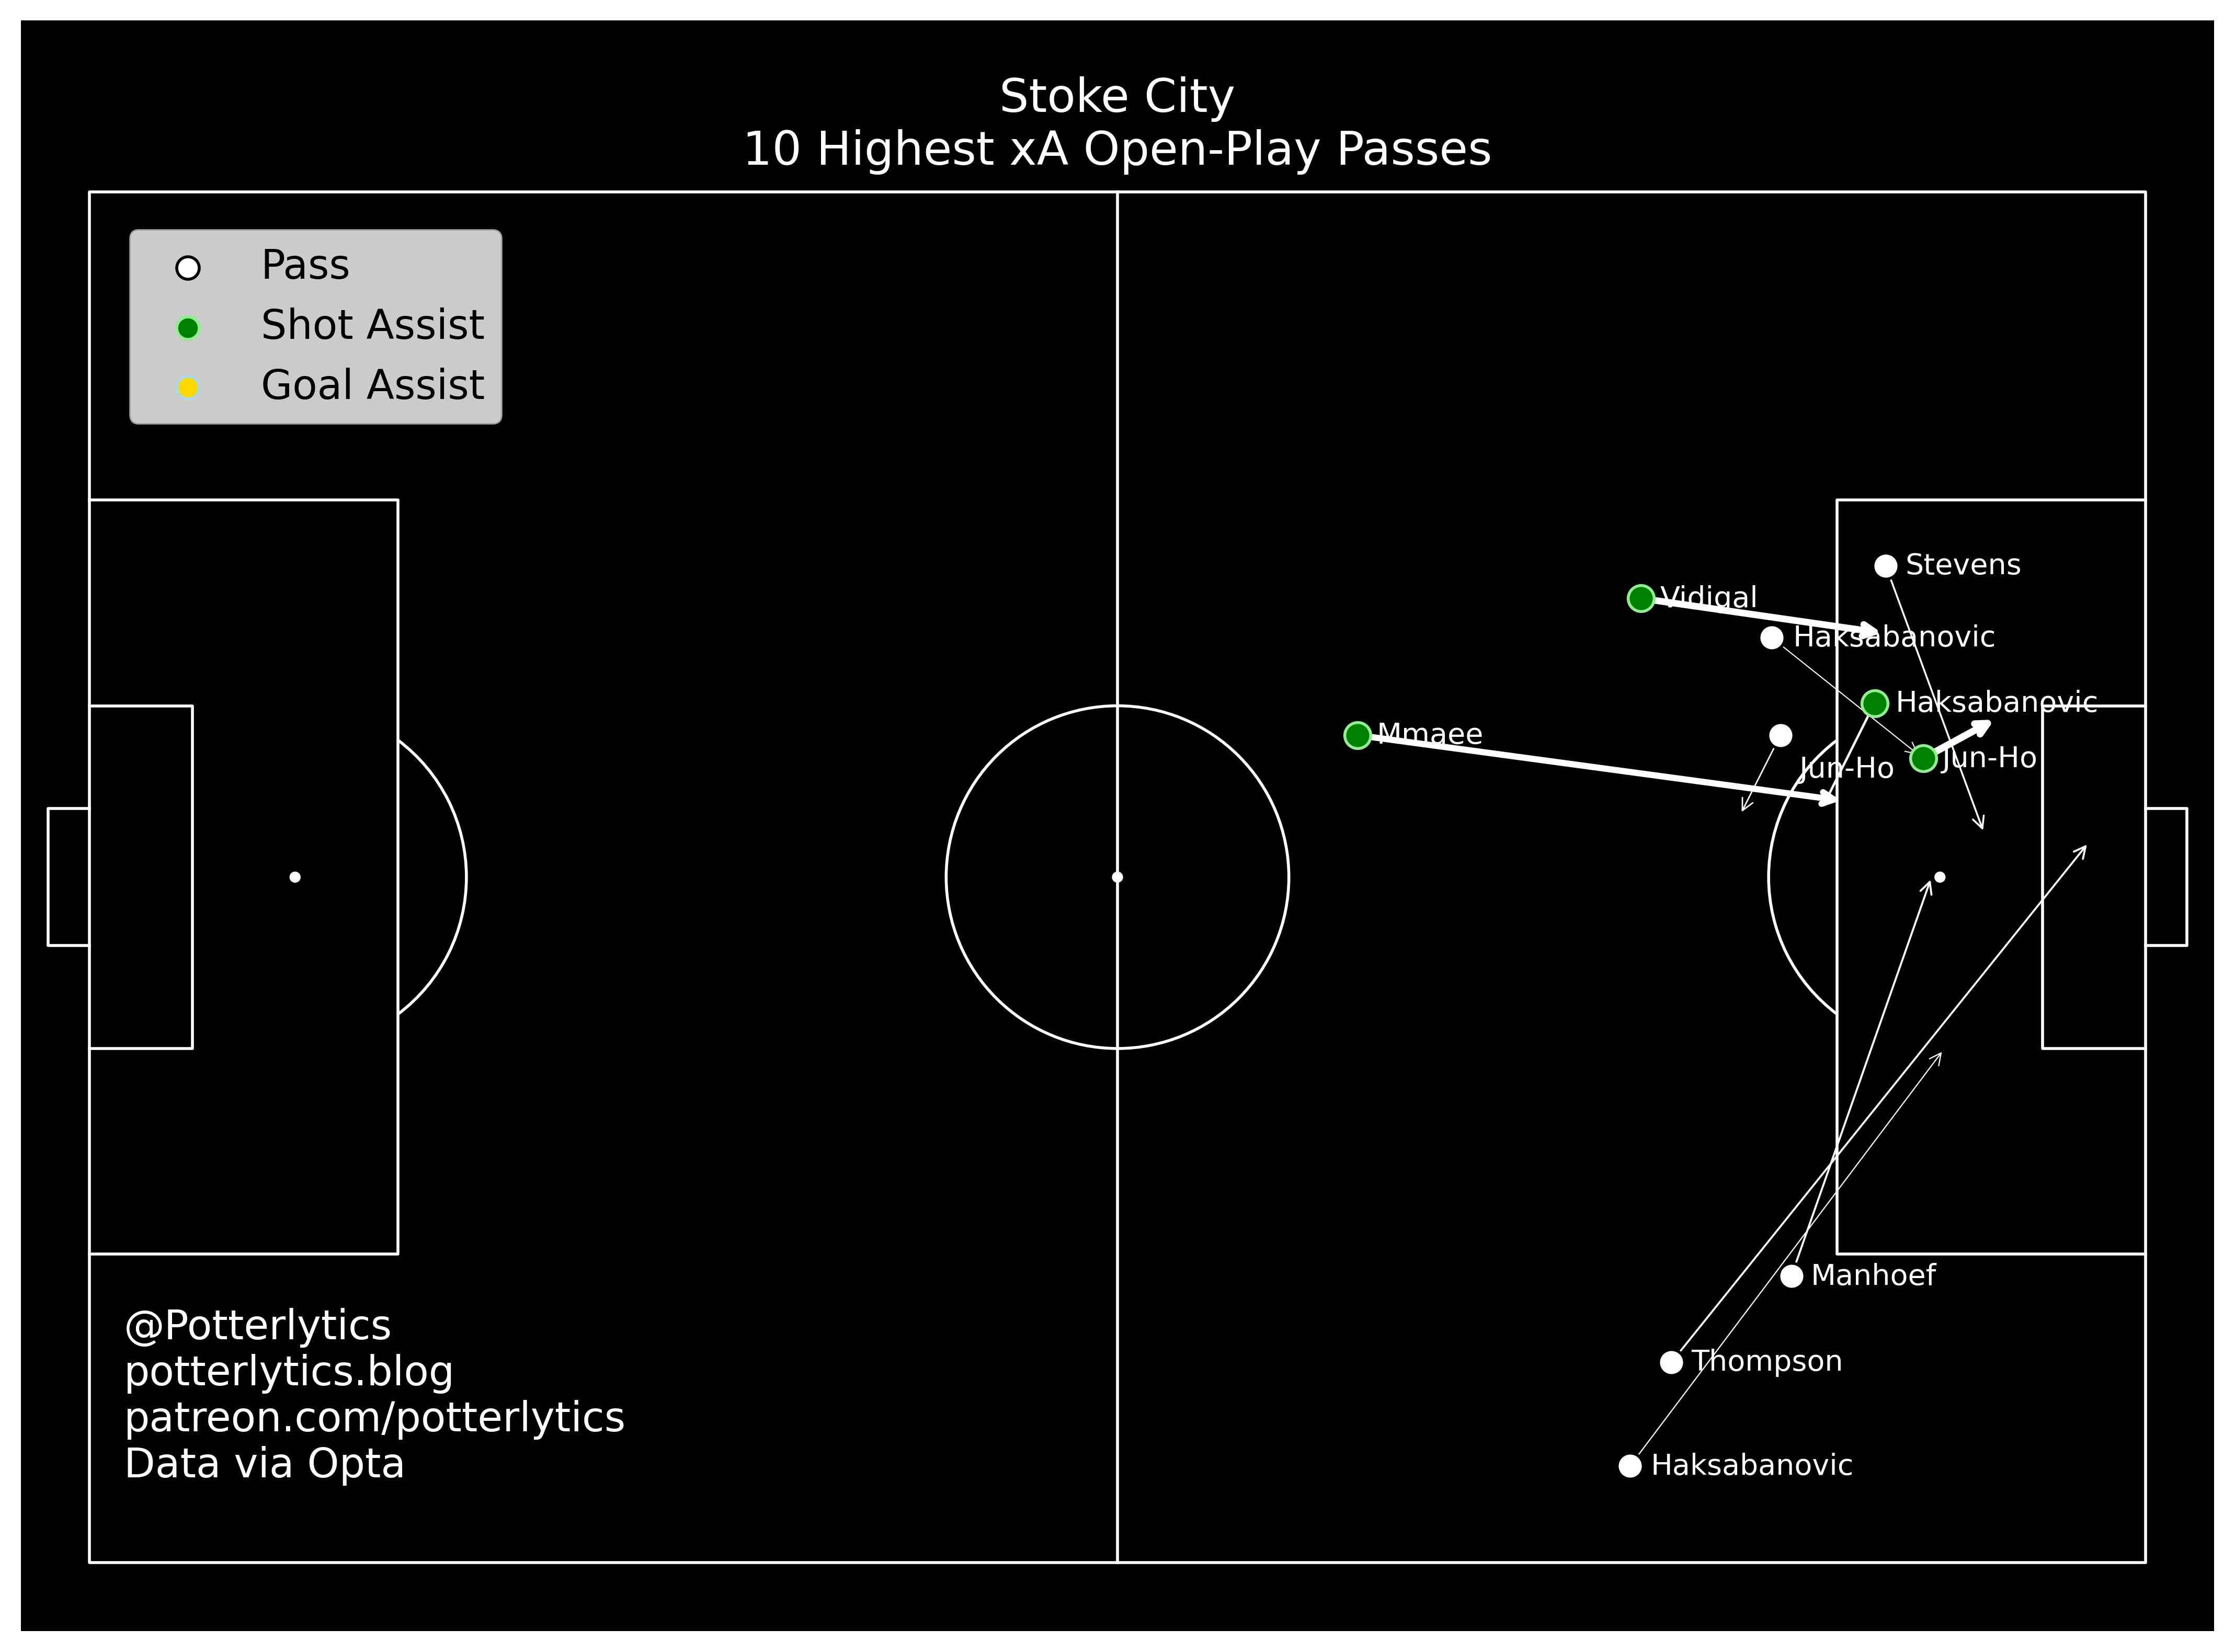 Stoke City
10 Highest xA Open-Play Passes
Pass
Shot Assist
Goal Assist
Stevens
Vidigal
Haksabanovic
Haksabanovic
Mmaee
Jun-Ho
Jun-Ho
Manhoef
Thompson
Haksabanovic
@Potterlytics
potterlytics.blog
patreon.com/potterlytics
Data via Opta